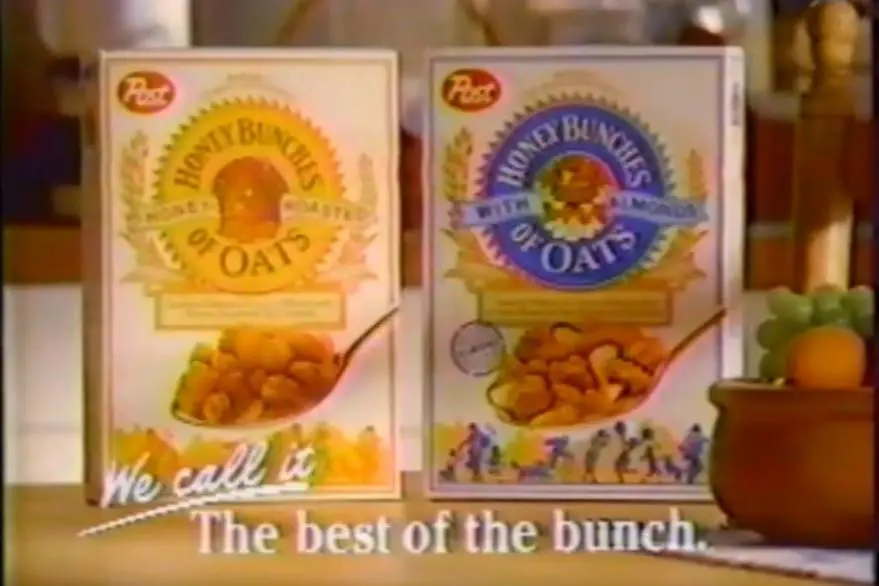 Post
HONEY BUNCHES
HONEY ROASTED
OF OATS
Post
HONEY BUNCHES
WITH ALMONDS
OF OATS
We call it
The best of the bunch.